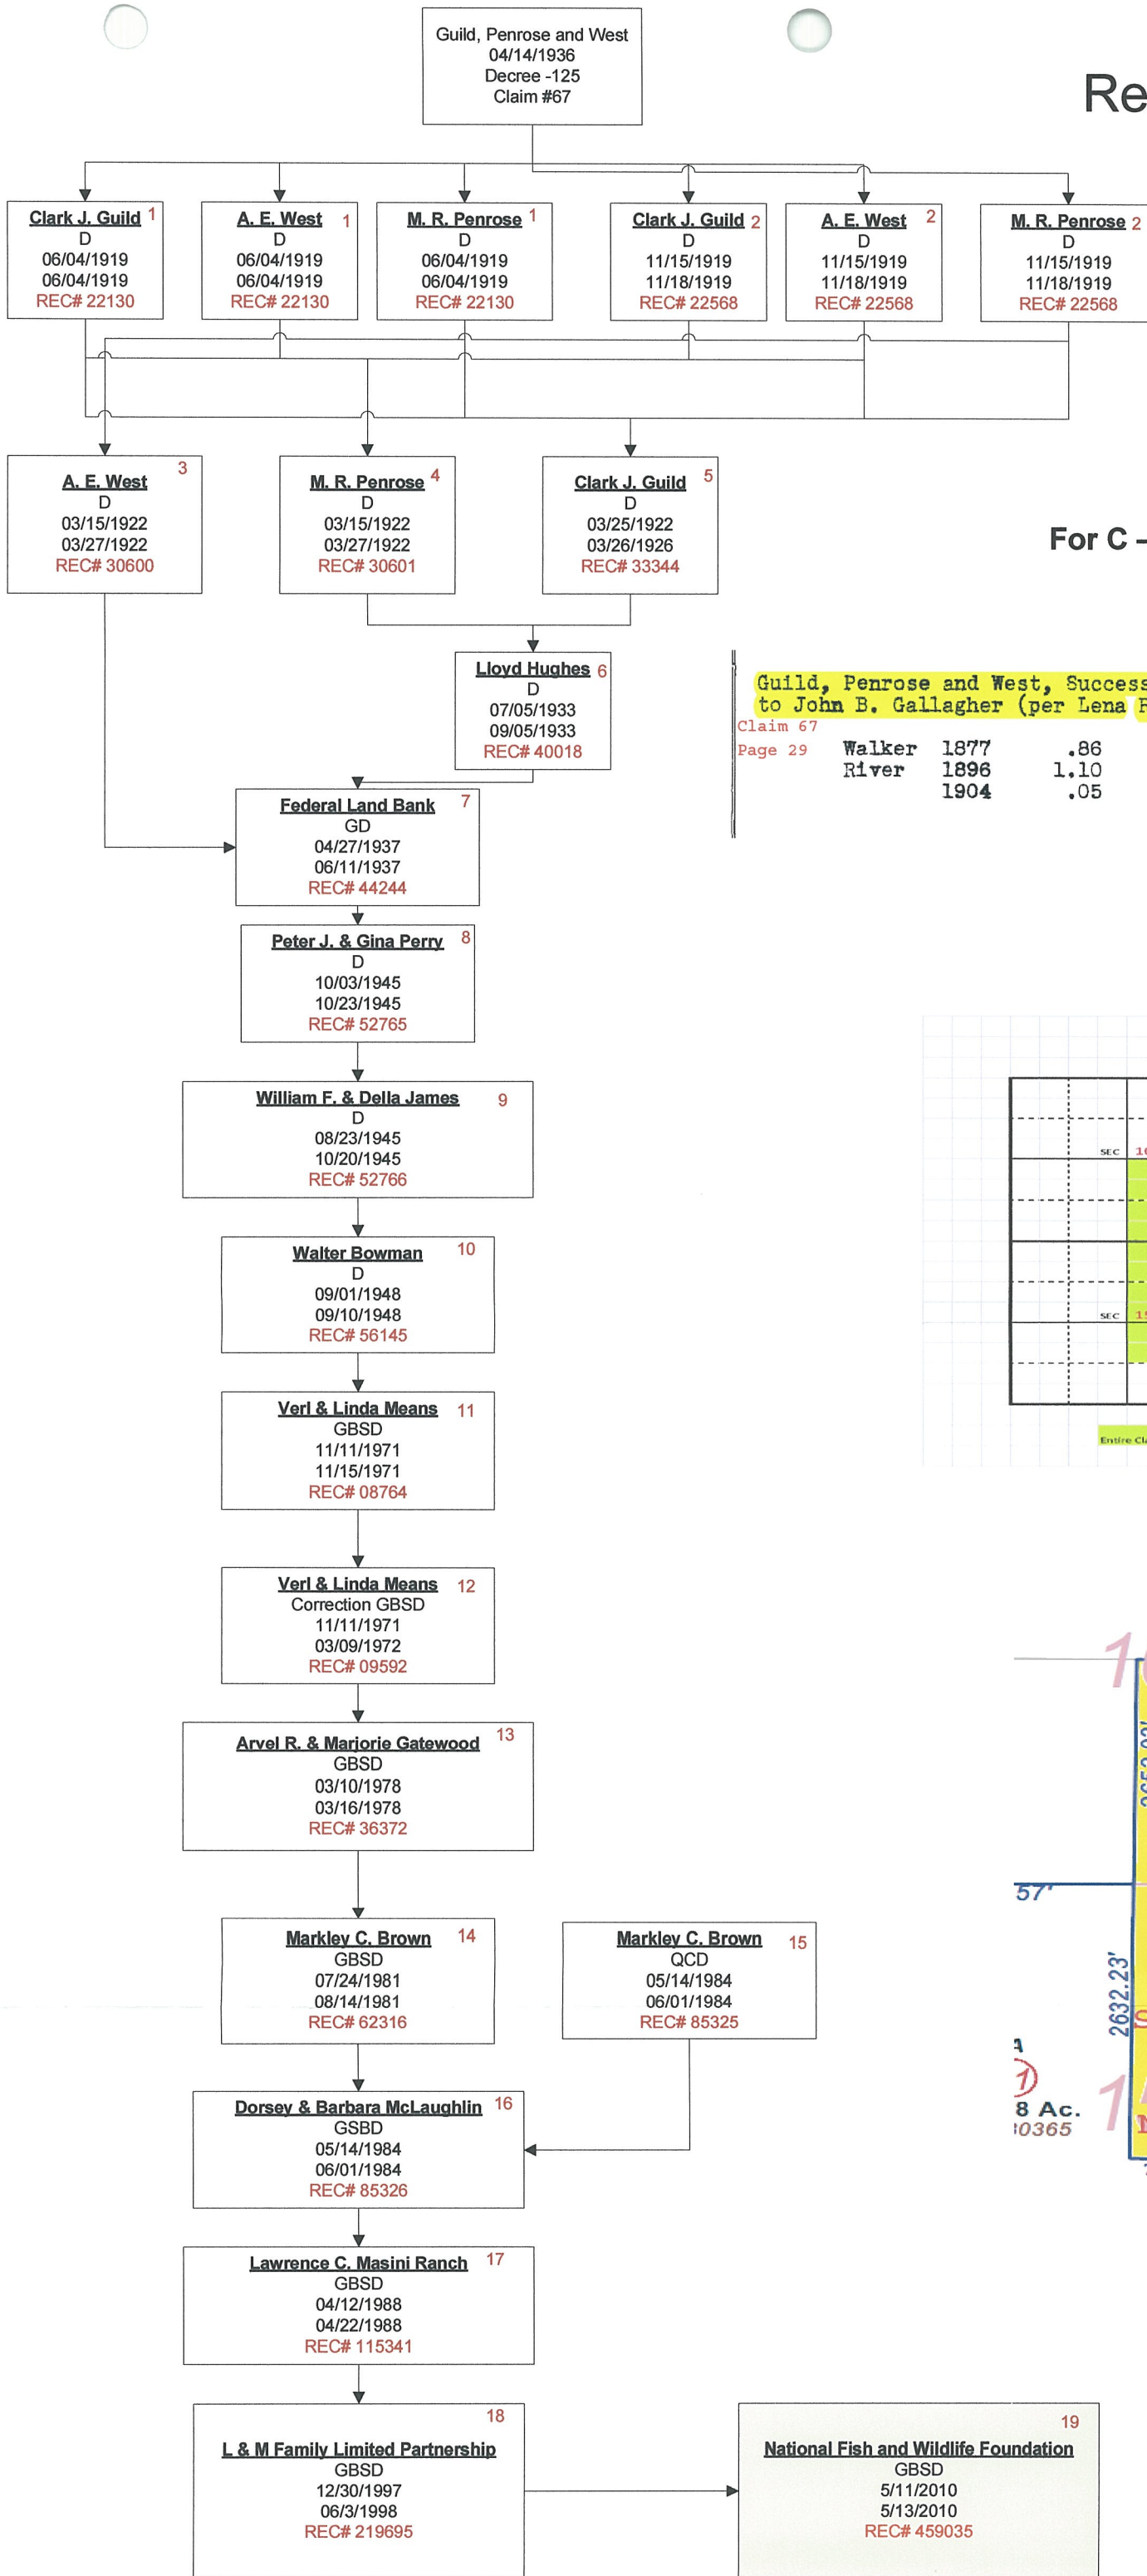 Guild, Penrose and West
04/14/1936
Decree -125
Claim #67
Clark J. Guild 1
D
06/04/1919
06/04/1919
REC# 22130
A. E. West 1
D
06/04/1919
06/04/1919
REC# 22130
M. R. Penrose 1
D
06/04/1919
06/04/1919
REC# 22130
Clark J. Guild 2
D
11/15/1919
11/18/1919
REC# 22568
A. E. West 2
D
11/15/1919
11/18/1919
REC# 22568
M. R. Penrose 2
D
11/15/1919
11/18/1919
REC# 22568
A. E. West 3
D
03/15/1922
03/27/1922
REC# 30600
M. R. Penrose 4
D
03/15/1922
03/27/1922
REC# 30601
Clark J. Guild 5
D
03/25/1922
03/26/1926
REC# 33344
For C -
Lloyd Hughes 6
D
07/05/1933
09/05/1933
REC# 40018
Guild, Penrose and West, Success
to John B. Gallagher (per Lena
Claim 67
Page 29
Walker 1877 .86
River 1896 1.10
1904 .05
Federal Land Bank 7
GD
04/27/1937
06/11/1937
REC# 44244
Peter J. & Gina Perry 8
D
10/03/1945
10/23/1945
REC# 52765
William F. & Della James 9
D
08/23/1945
10/20/1945
REC# 52766
SEC
SEC
Entire
Walter Bowman 10
D
09/01/1948
09/10/1948
REC# 56145
Verl & Linda Means 11
GBSD
11/11/1971
11/15/1971
REC# 08764
Verl & Linda Means 12
Correction GBSD
11/11/1971
03/09/1972
REC# 09592
Arvel R. & Marjorie Gatewood 13
GBSD
03/10/1978
03/16/1978
REC# 36372
57'
2632.23'
1
8 Ac.
0365
Markley C. Brown 14
GBSD
07/24/1981
08/14/1981
REC# 62316
Markley C. Brown 15
QCD
05/14/1984
06/01/1984
REC# 85325
Dorsey & Barbara McLaughlin 16
GSBD
05/14/1984
06/01/1984
REC# 85326
Lawrence C. Masini Ranch 17
GBSD
04/12/1988
04/22/1988
REC# 115341
L & M Family Limited Partnership 18
GBSD
12/30/1997
06/3/1998
REC# 219695
National Fish and Wildlife Foundation 19
GBSD
5/11/2010
5/13/2010
REC# 459035